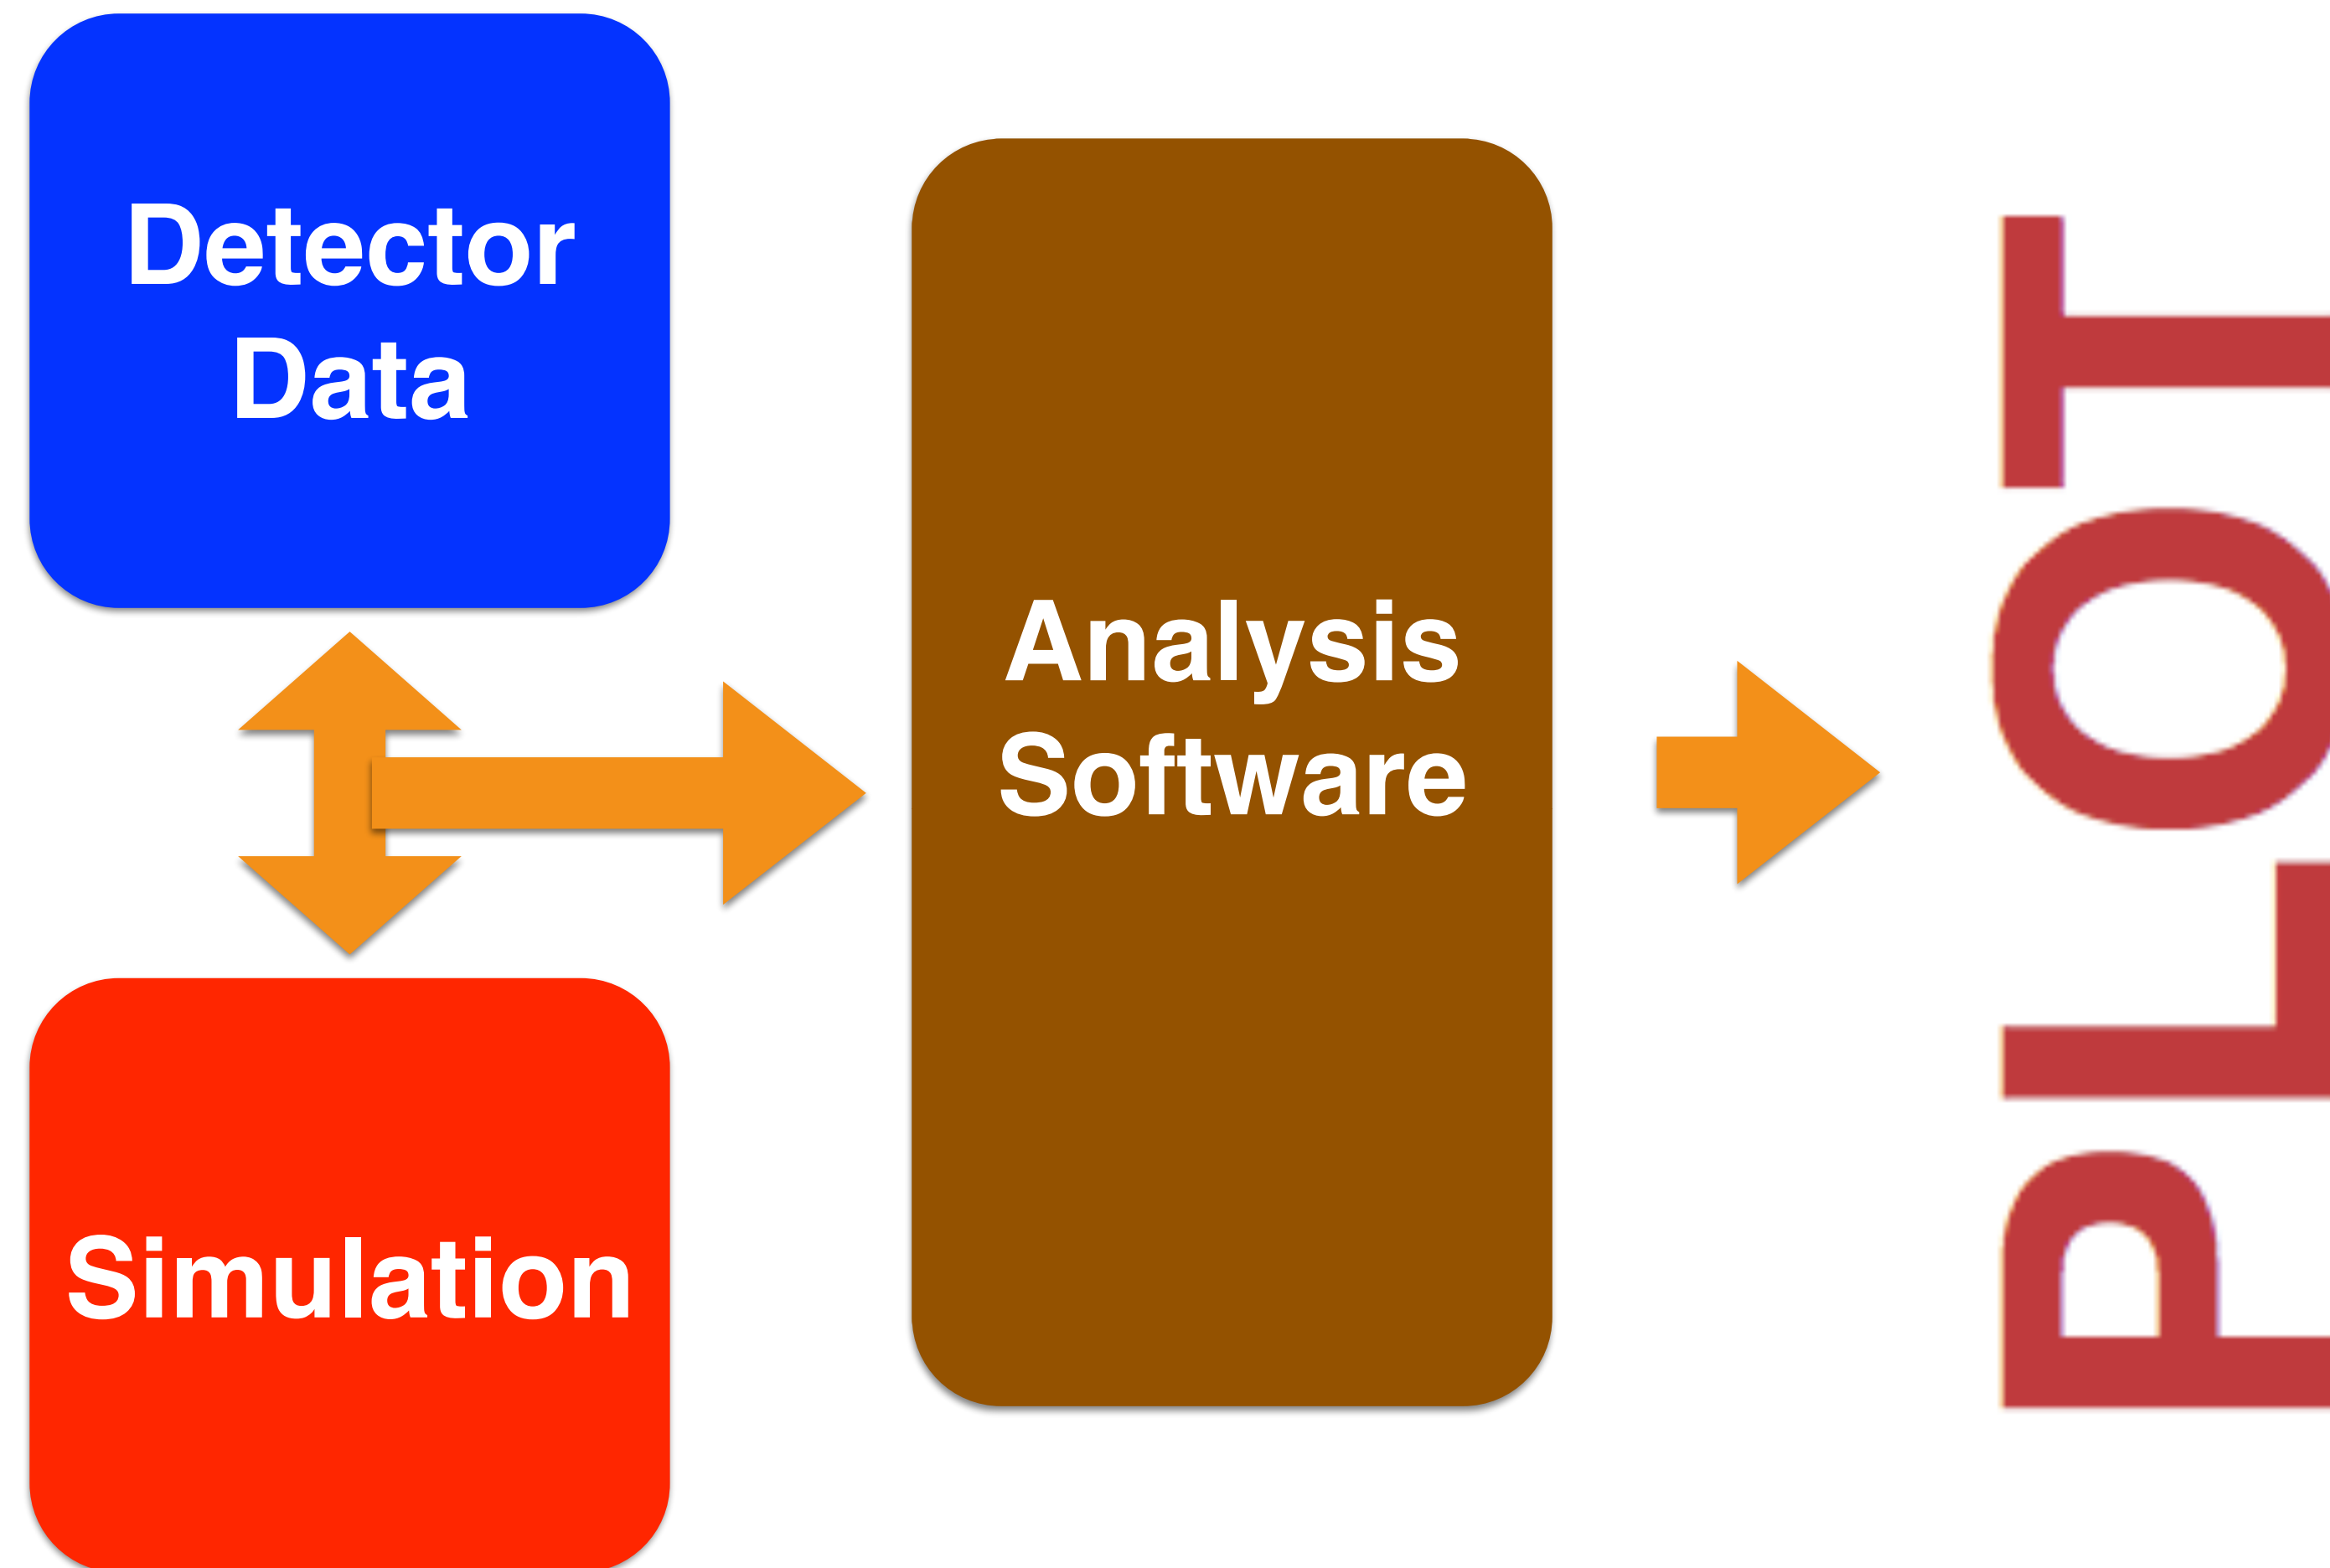 Detector
Data
Simulation
Analysis
Software
PLOT